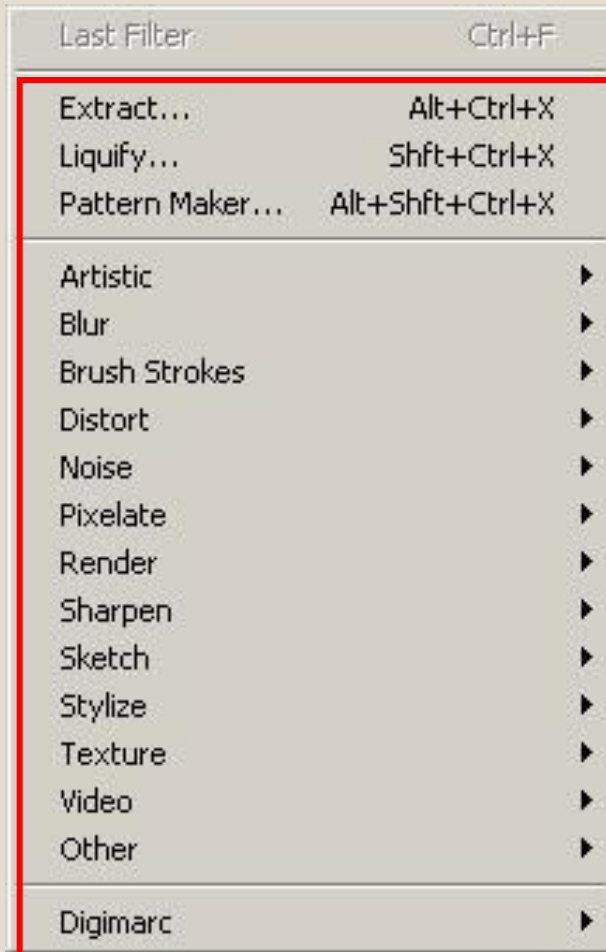 Last Filter Ctrl+F
Extract... Alt+Ctrl+X
Liquify... Shft+Ctrl+X
Pattern Maker... Alt+Shft+Ctrl+X
Artistic
Blur
Brush Strokes
Distort
Noise
Pixelate
Render
Sharpen
Sketch
Stylize
Texture
Video
Other
Digimarc